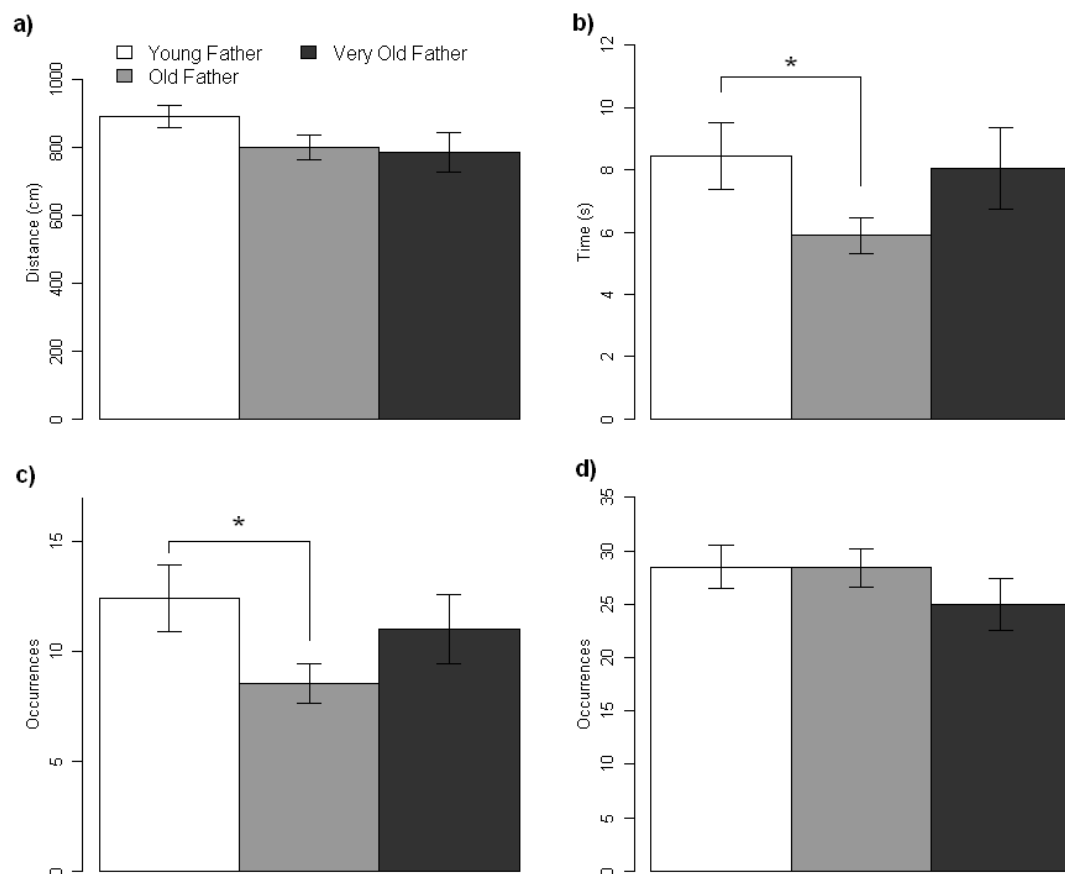 a)
Young Father
Very Old Father
Old Father
Distance (cm)
0
200
400
600
800
1000
b)
*
Time (s)
0
2
4
6
8
10
12
c)
*
Occurrences
0
5
10
15
d)
Occurrences
0
5
10
15
20
25
30
35